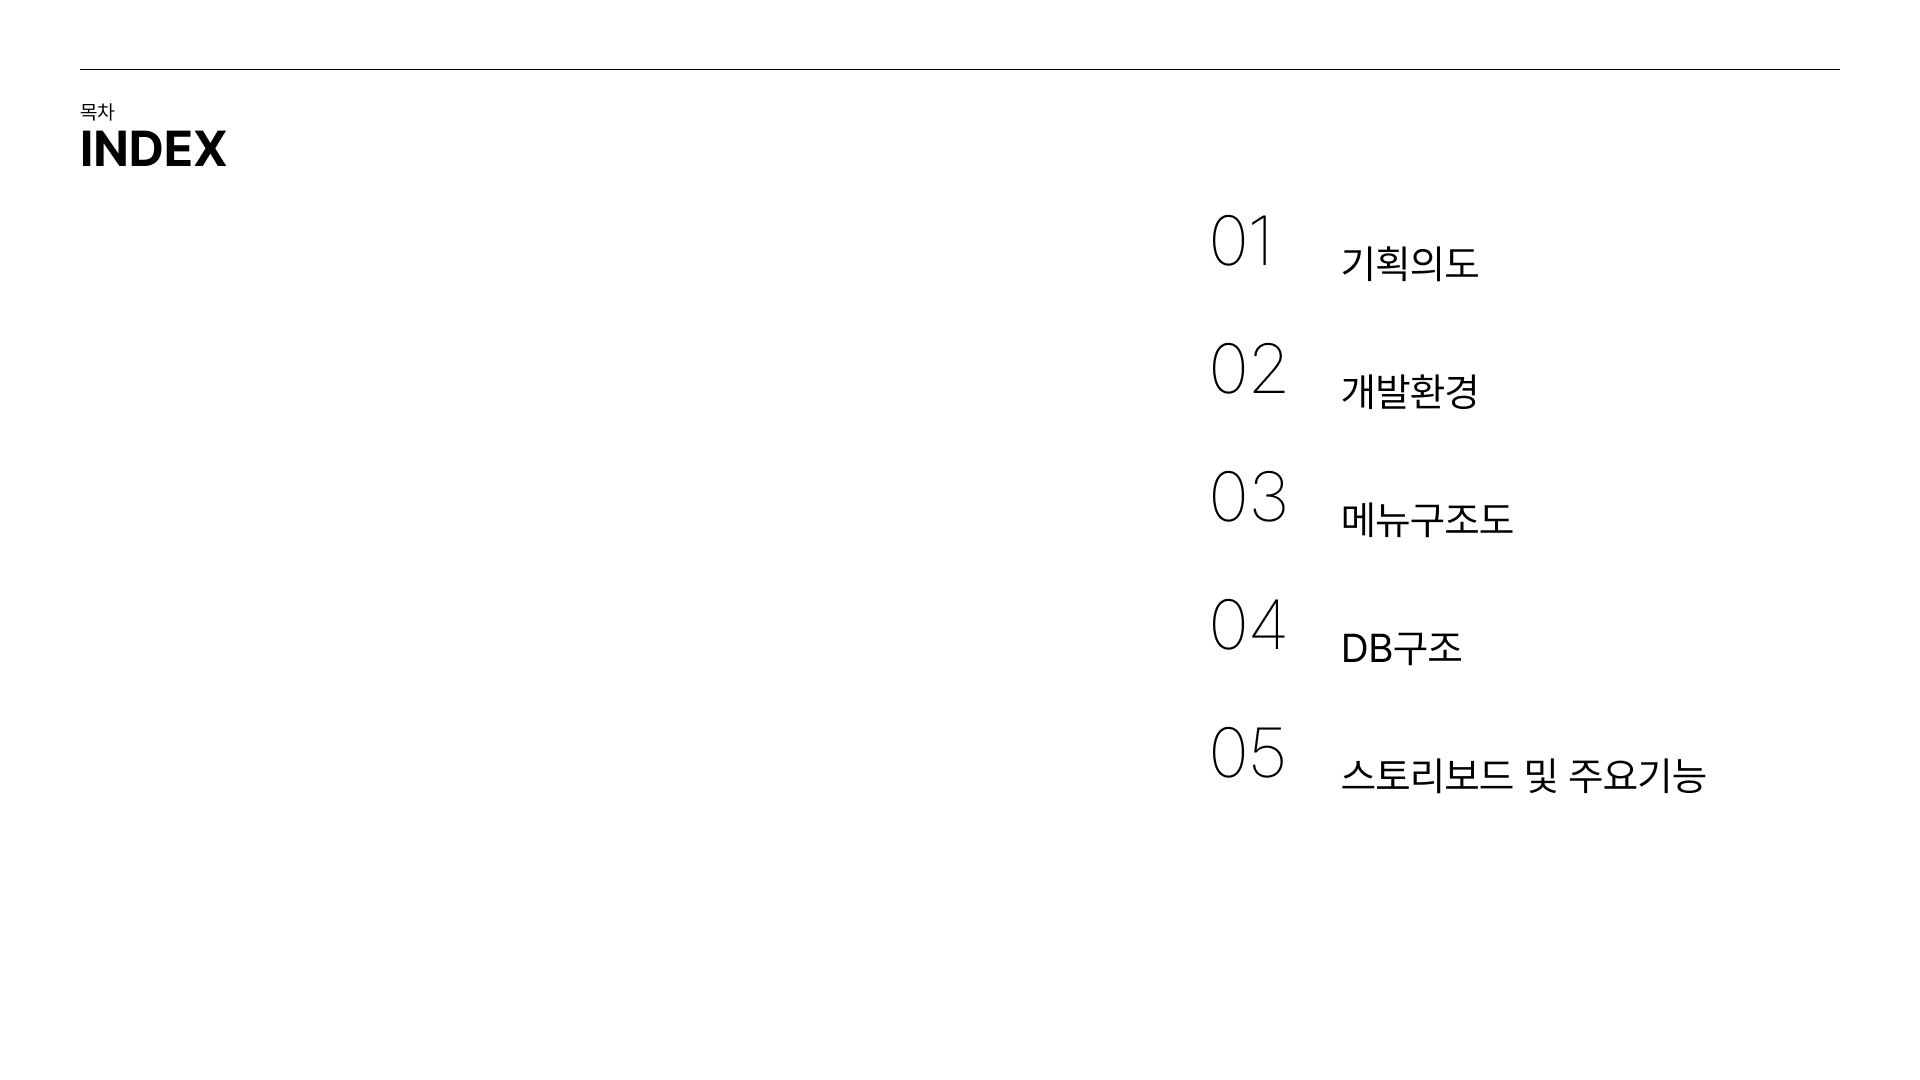 목차
INDEX
01 기획의도
02 개발환경
03 메뉴구조도
04 DB구조
05 스토리보드 및 주요기능